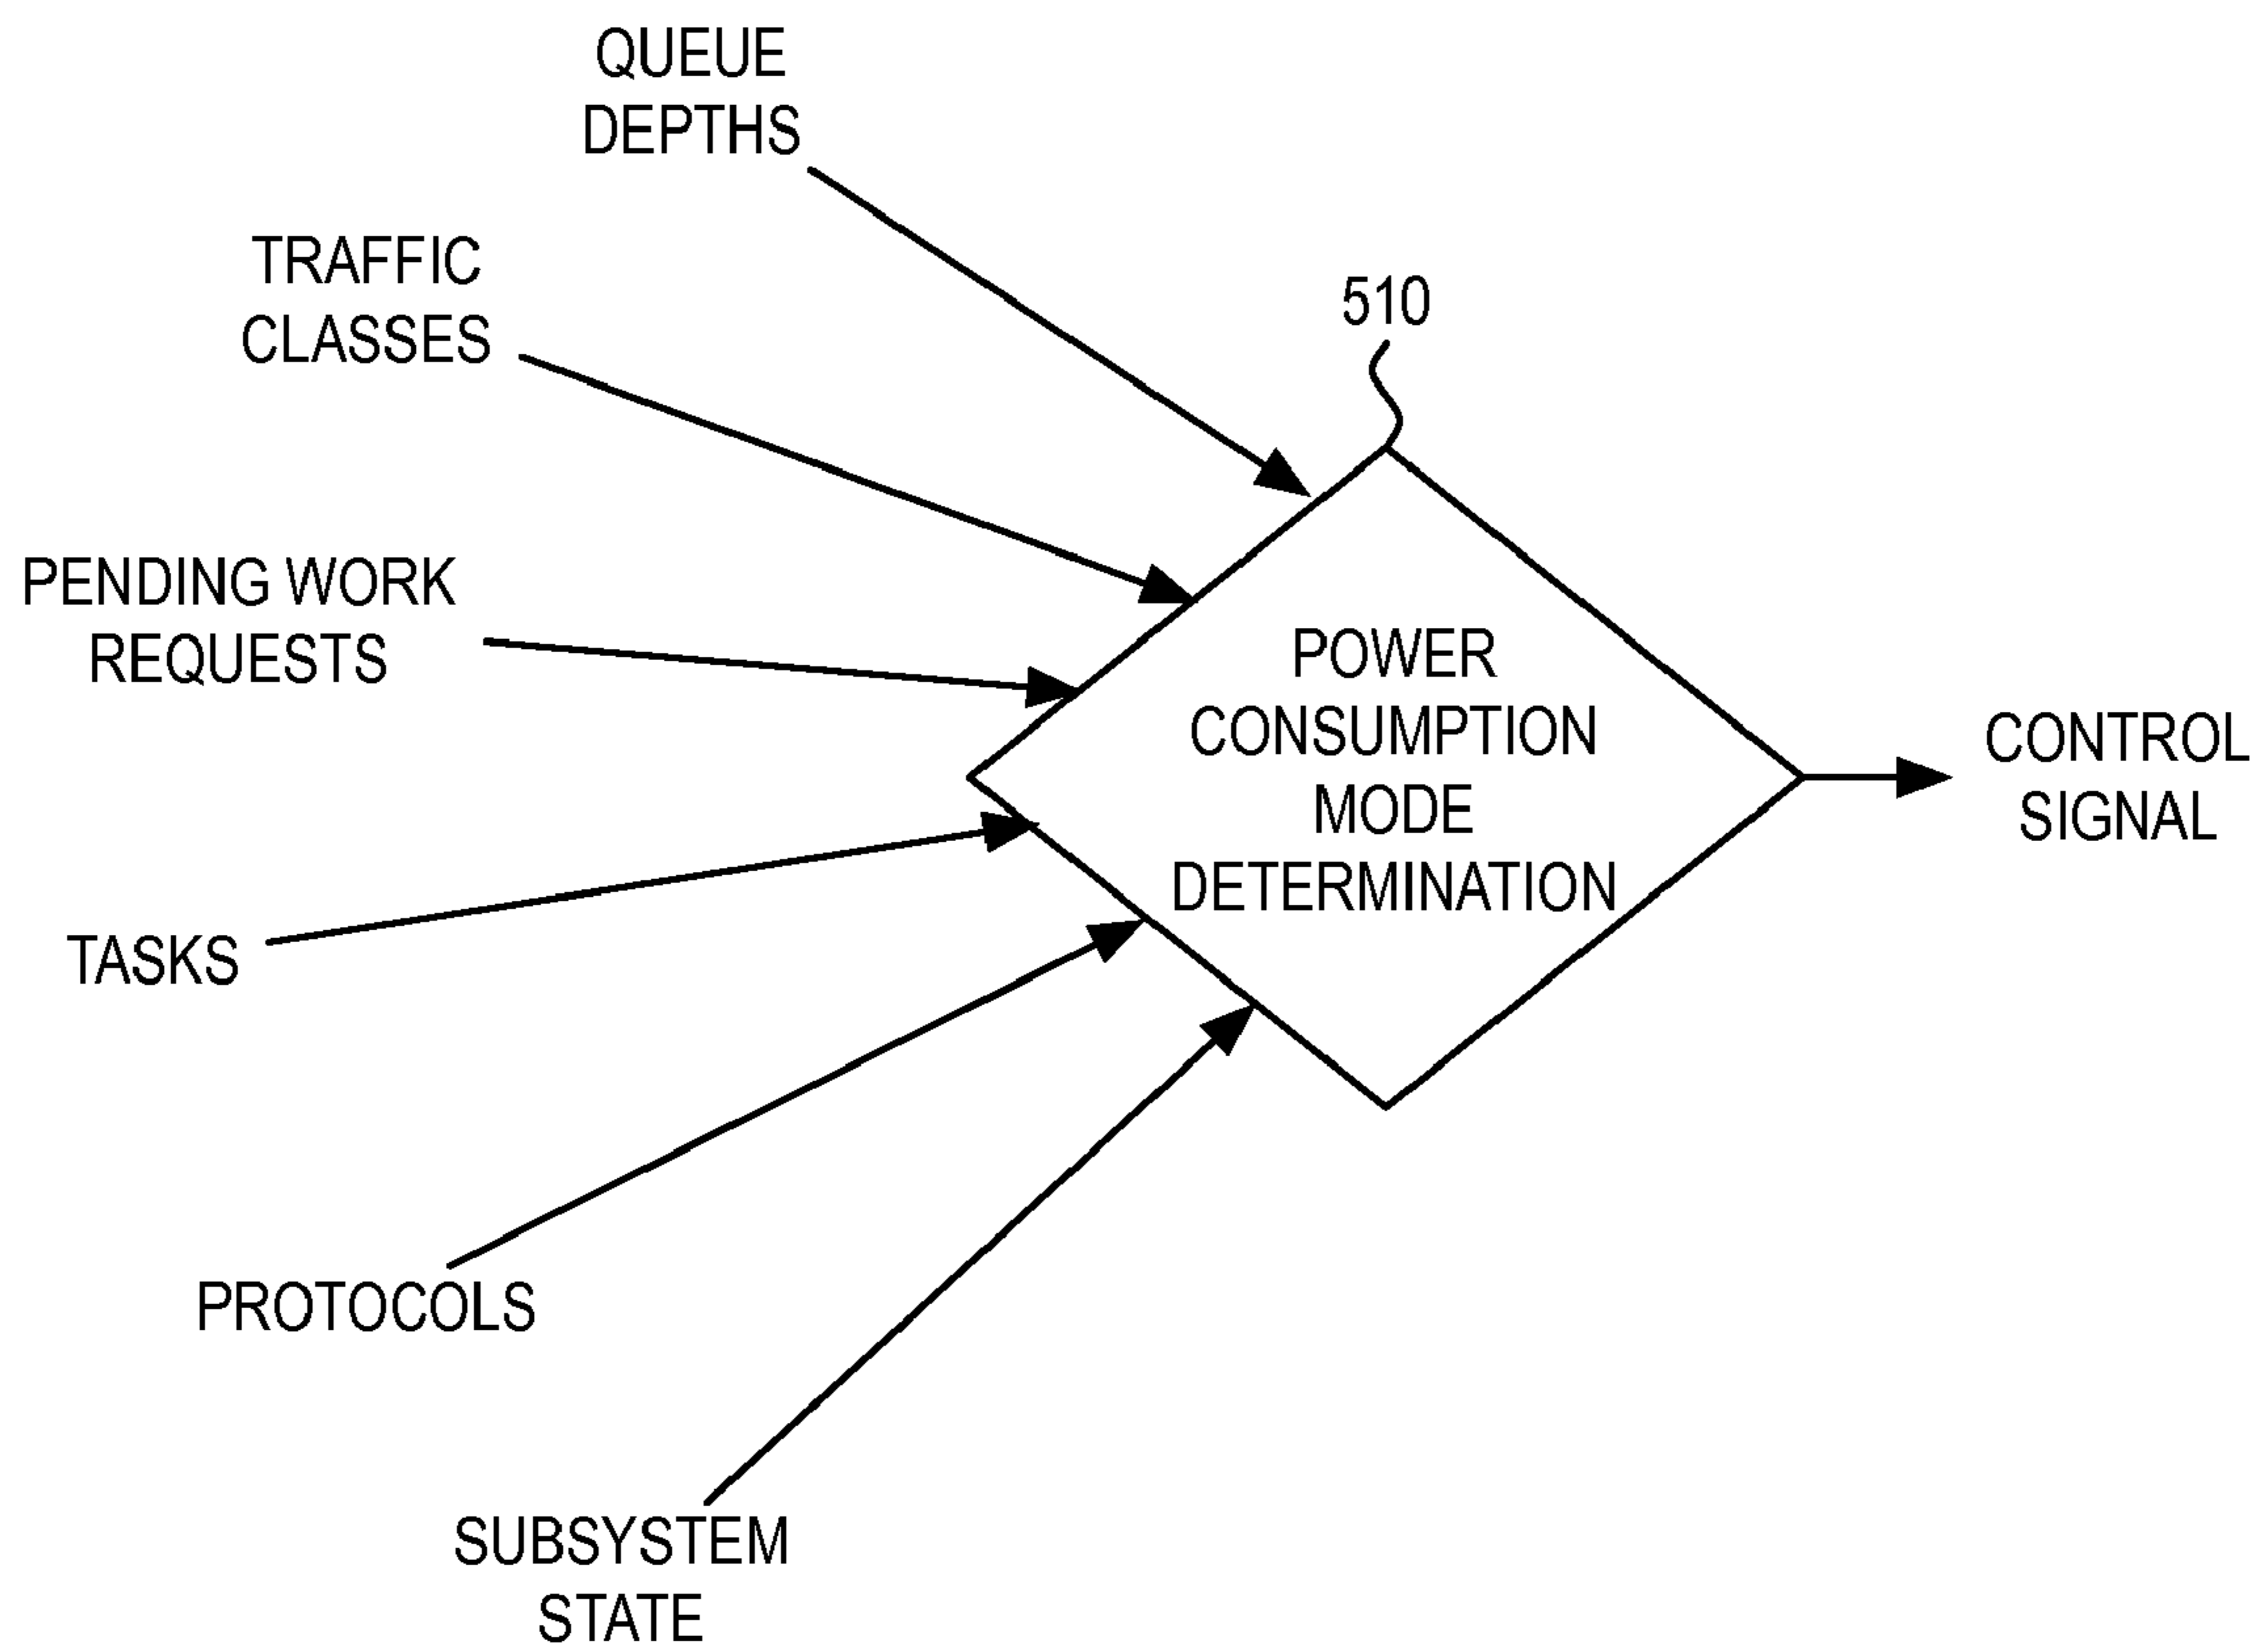 QUEUE
DEPTHS
TRAFFIC
CLASSES
510
PENDING WORK
REQUESTS
POWER
CONSUMPTION
MODE
DETERMINATION
CONTROL
SIGNAL
TASKS
PROTOCOLS
SUBSYSTEM
STATE